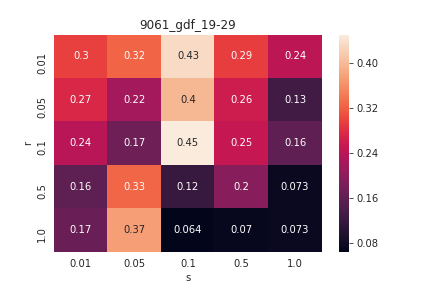 9061_gdf_19-29
0.01 0.3 0.32 0.43 0.29 0.24
0.05 0.27 0.22 0.4 0.26 0.13
r
0.1 0.24 0.17 0.45 0.25 0.16
0.5 0.16 0.33 0.12 0.2 0.073
1.0 0.17 0.37 0.064 0.07 0.073
0.01 0.05 0.1 0.5 1.0
s
0.40
0.32
0.24
0.16
0.08